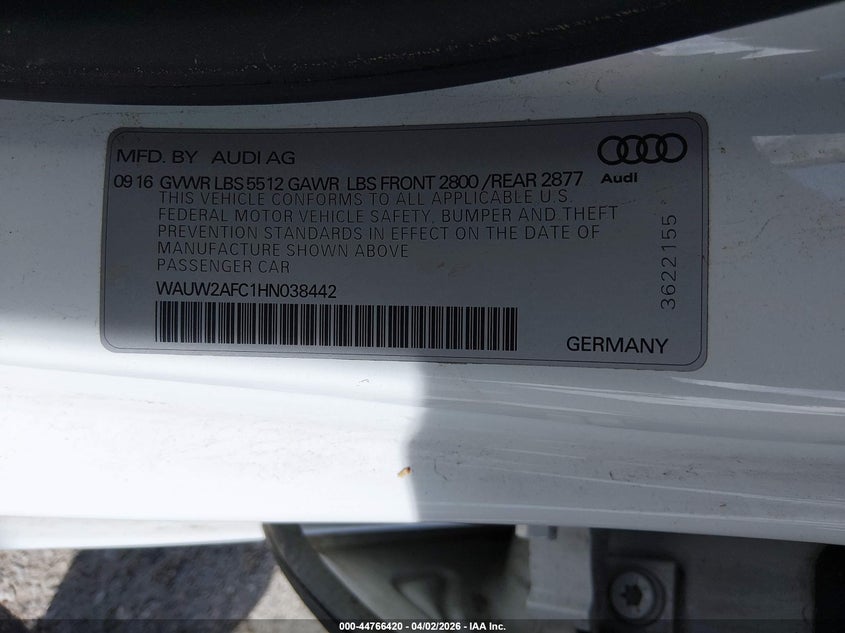 MFD. BY AUDI AG
Audi
09 16 GVWR LBS 5512 GAWR LBS FRONT 2800 /REAR 2877
THIS VEHICLE CONFORMS TO ALL APPLICABLE U.S.
FEDERAL MOTOR VEHICLE SAFETY, BUMPER AND THEFT
PREVENTION STANDARDS IN EFFECT ON THE DATE OF
MANUFACTURE SHOWN ABOVE
PASSENGER CAR
WAUW2AFC1HN038442
GERMANY
3622155
000-44766420 - 04/02/2026 - IAA Inc.